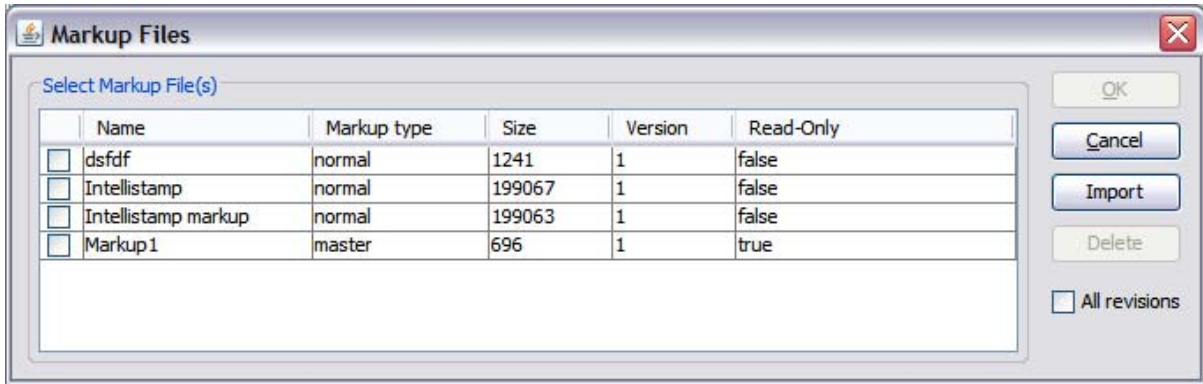 Markup Files
Select Markup File(s)
Name Markup type Size Version Read-Only
dsfdf normal 1241 1 false
Intellistamp normal 199067 1 false
Intellistamp markup normal 199063 1 false
Markup1 master 696 1 true
OK
Cancel
Import
Delete
All revisions